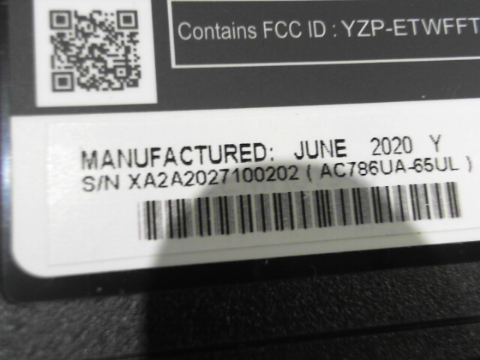 Contains FCC ID : YZP-ETWFFT
MANUFACTURED: JUNE 2020 Y
S/N XA2A2027100202 ( AC786UA-65UL )